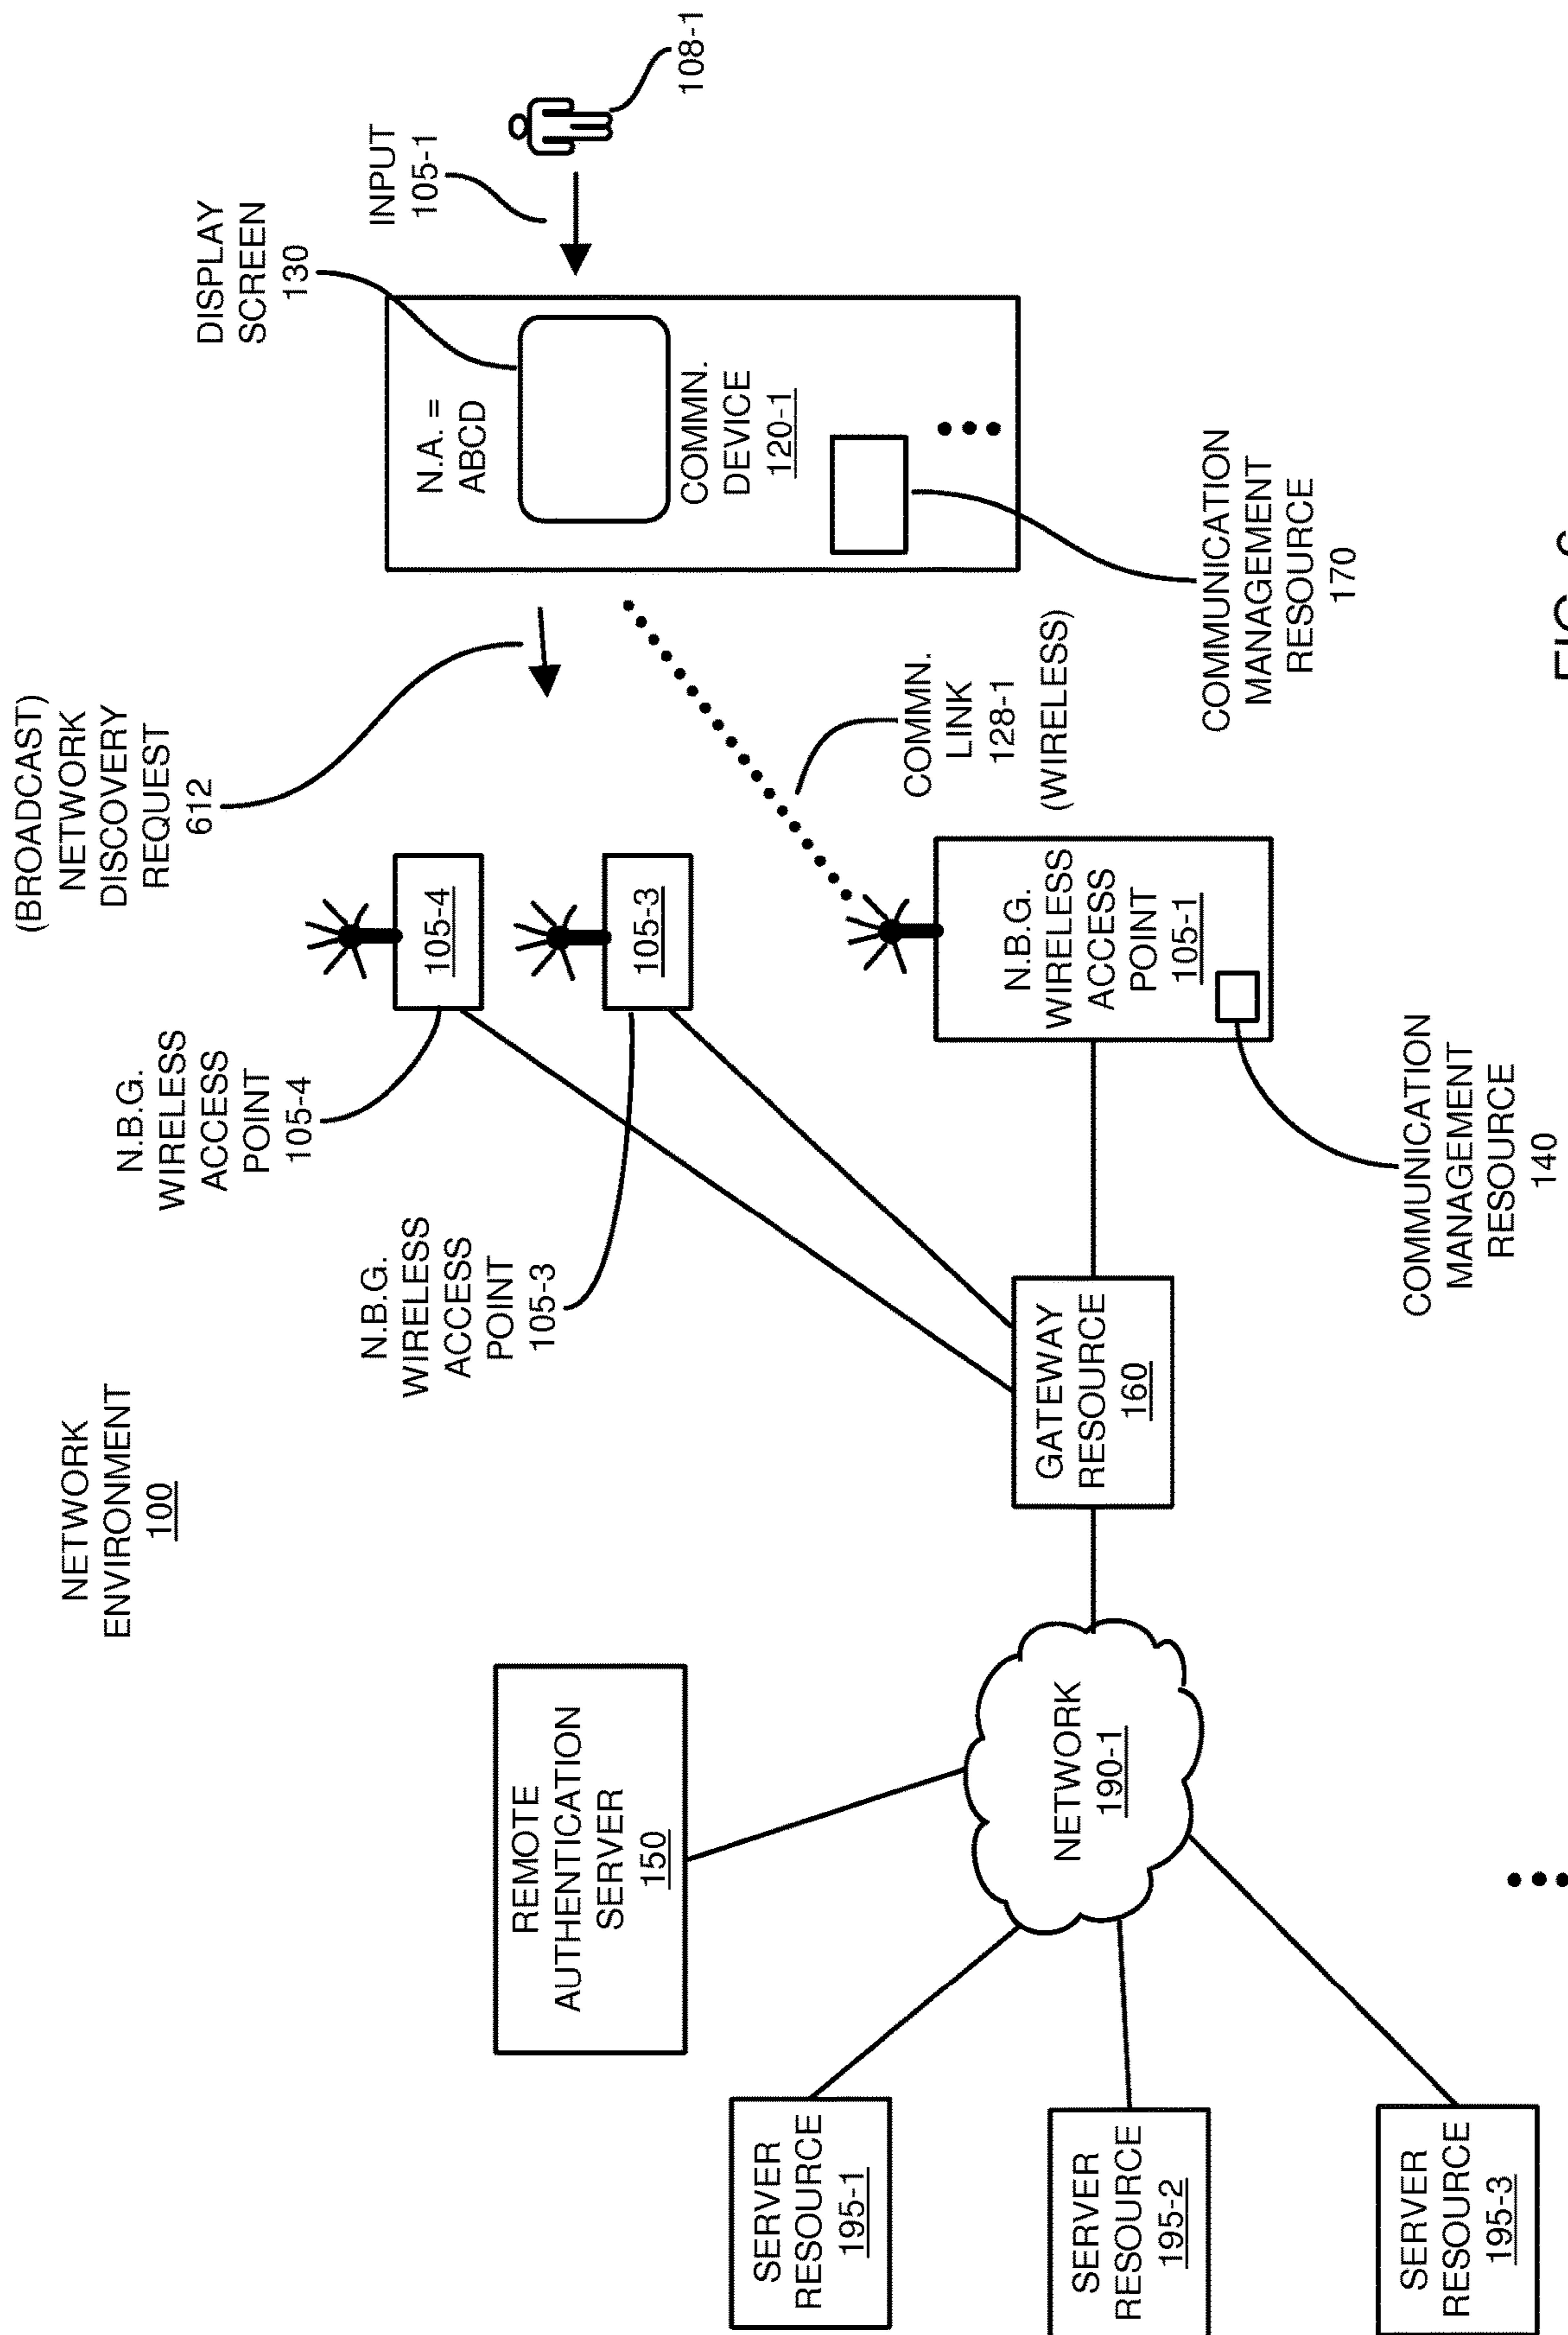 NETWORK
ENVIRONMENT
100
(BROADCAST)
NETWORK
DISCOVERY
REQUEST
612
DISPLAY
SCREEN
130
INPUT
105-1
108-1
N.B.G.
WIRELESS
ACCESS
POINT
105-4
105-4
N.B.G.
WIRELESS
ACCESS
POINT
105-3
105-3
N.A. =
ABCD
COMMN.
DEVICE
120-1
REMOTE
AUTHENTICATION
SERVER
150
SERVER
RESOURCE
195-1
SERVER
RESOURCE
195-2
SERVER
RESOURCE
195-3
NETWORK
190-1
GATEWAY
RESOURCE
160
N.B.G.
WIRELESS
ACCESS
POINT
105-1
COMMN.
LINK
128-1
(WIRELESS)
COMMUNICATION
MANAGEMENT
RESOURCE
170
COMMUNICATION
MANAGEMENT
RESOURCE
140